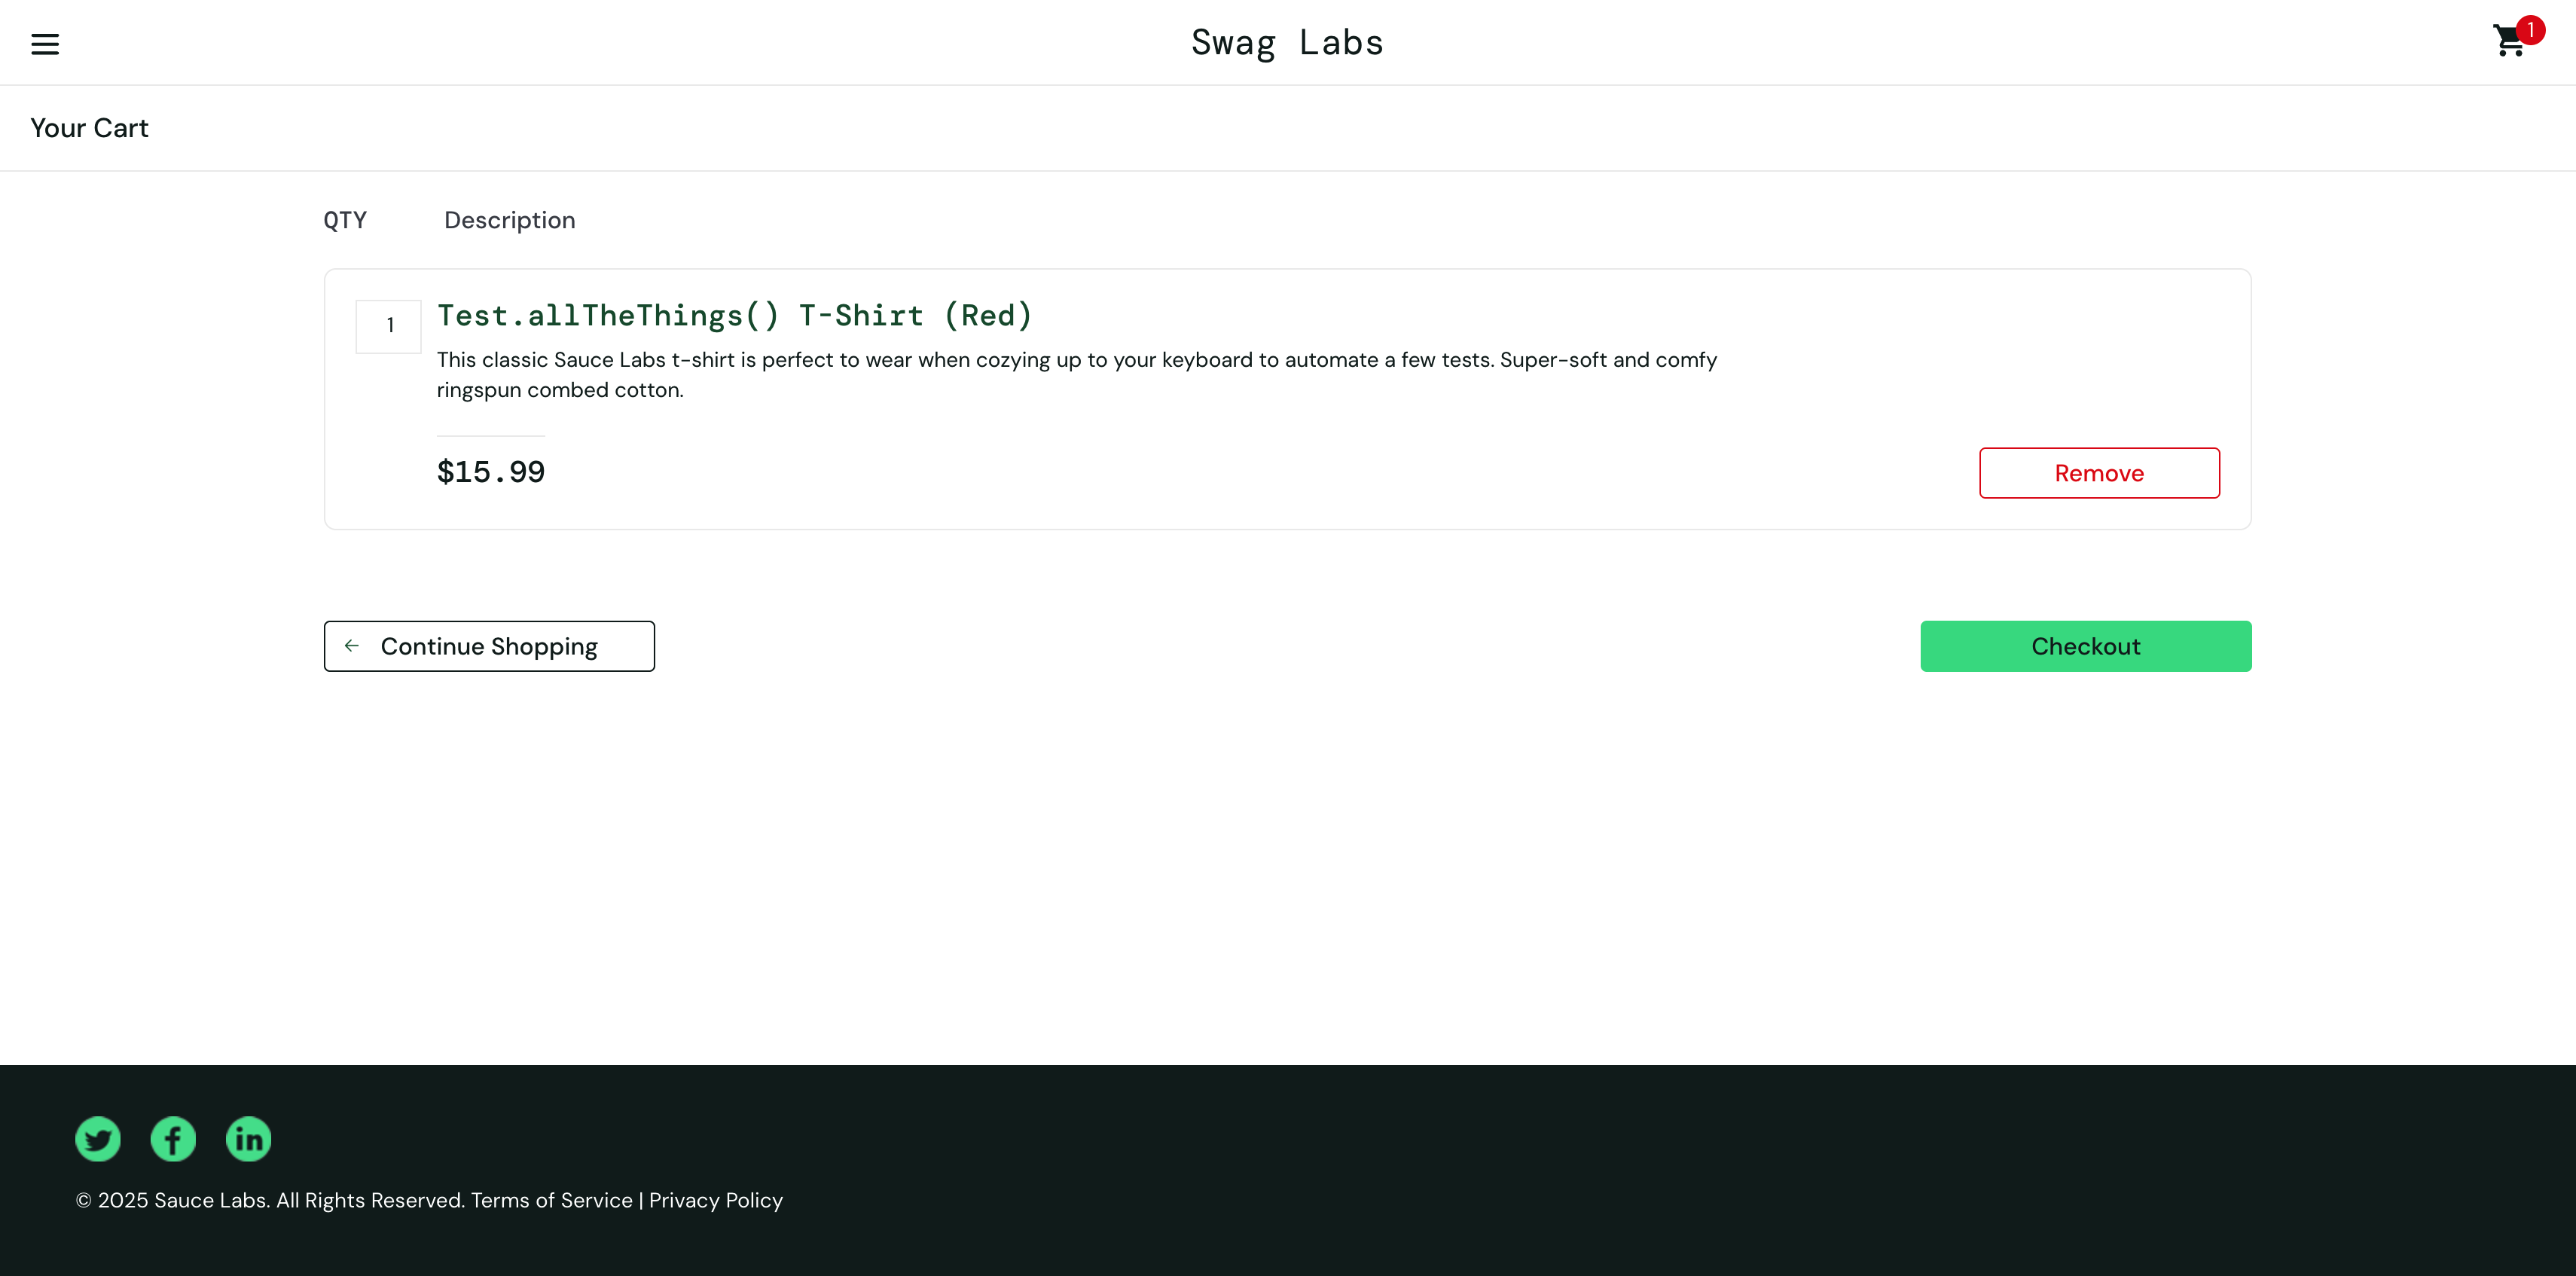 Swag Labs
1
Your Cart
QTY Description
1
Test.allTheThings() T-Shirt (Red)
This classic Sauce Labs t-shirt is perfect to wear when cozying up to your keyboard to automate a few tests. Super-soft and comfy
ringspun combed cotton.
$15.99
Remove
Continue Shopping
Checkout
© 2025 Sauce Labs. All Rights Reserved. Terms of Service | Privacy Policy